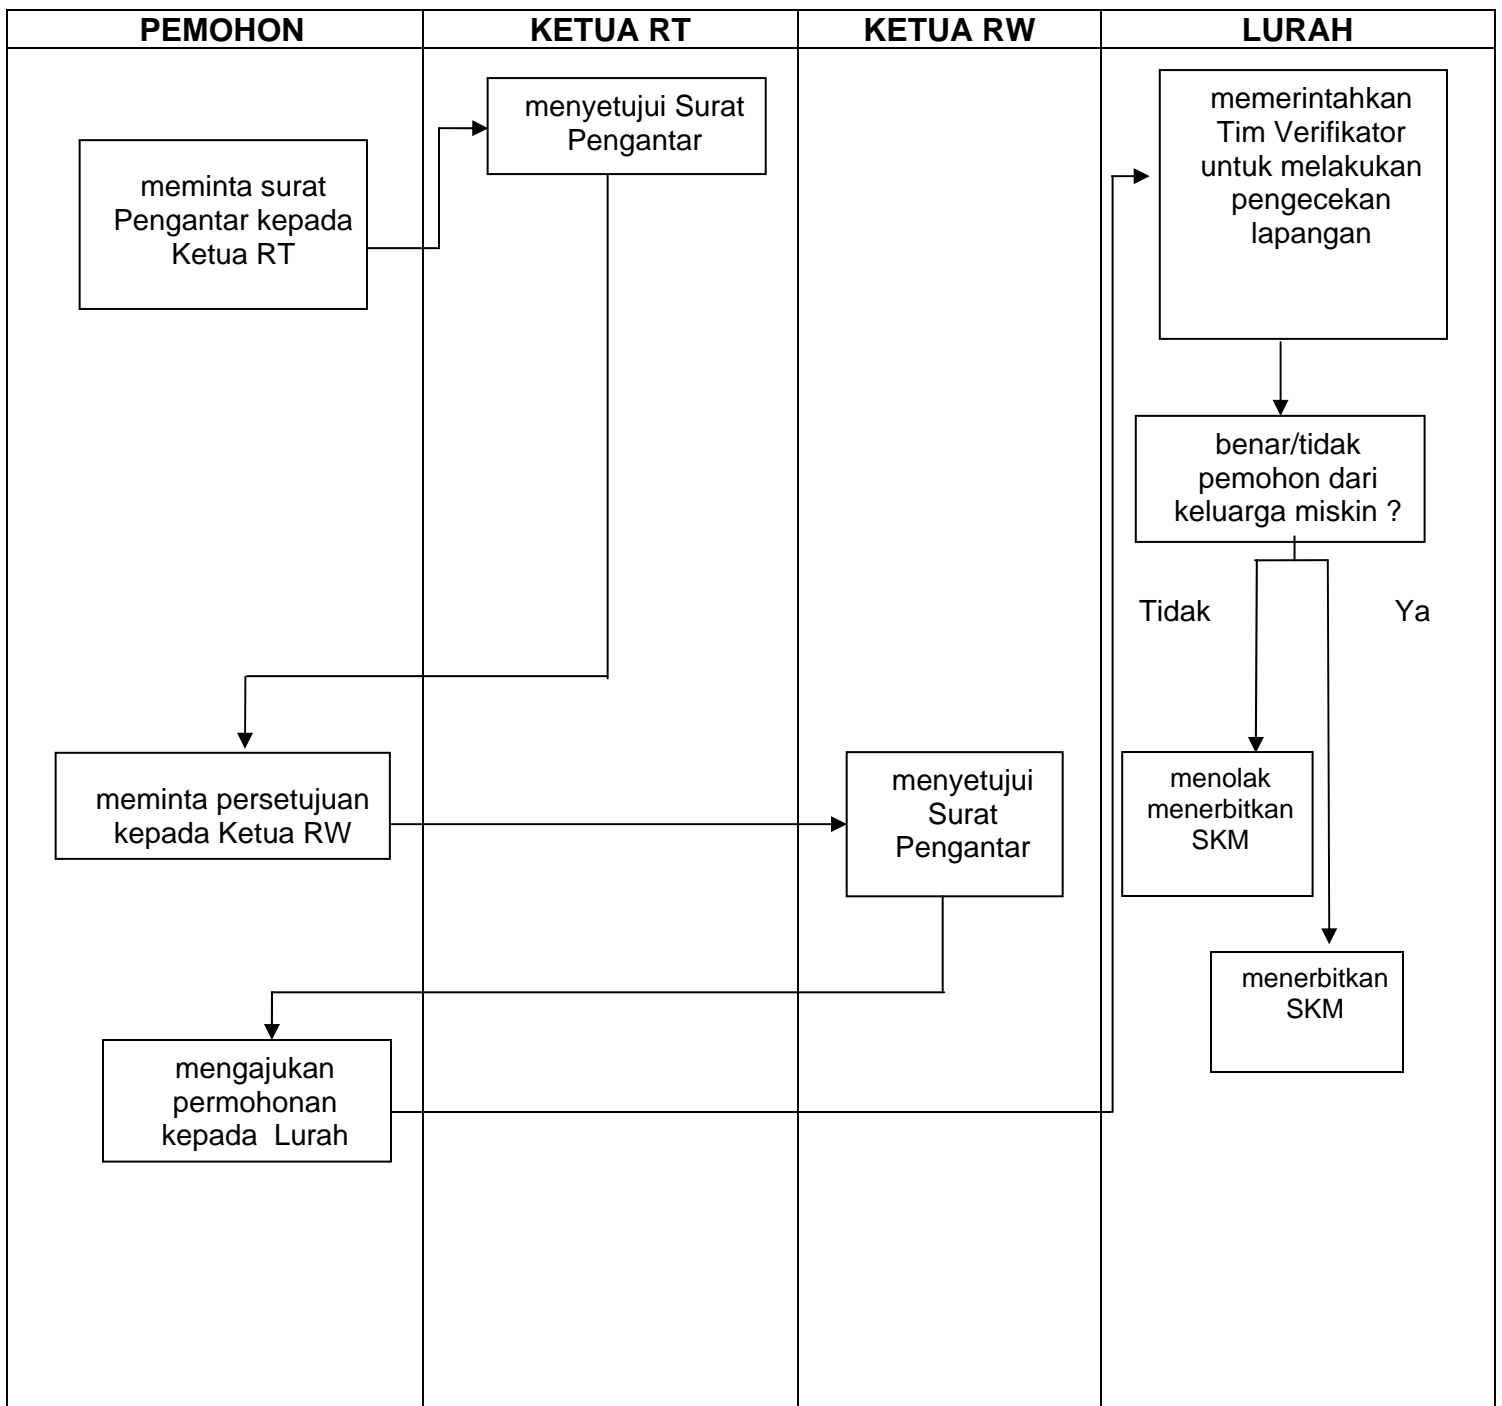 PEMOHON
KETUA RT
KETUA RW
LURAH
meminta surat
Pengantar kepada
Ketua RT
menyetujui Surat
Pengantar
memerintahkan
Tim Verifikator
untuk melakukan
pengecekan
lapangan
benar/tidak
pemohon dari
keluarga miskin ?
Tidak
Ya
meminta persetujuan
kepada Ketua RW
menyetujui
Surat
Pengantar
menolak
menerbitkan
SKM
menerbitkan
SKM
mengajukan
permohonan
kepada  Lurah